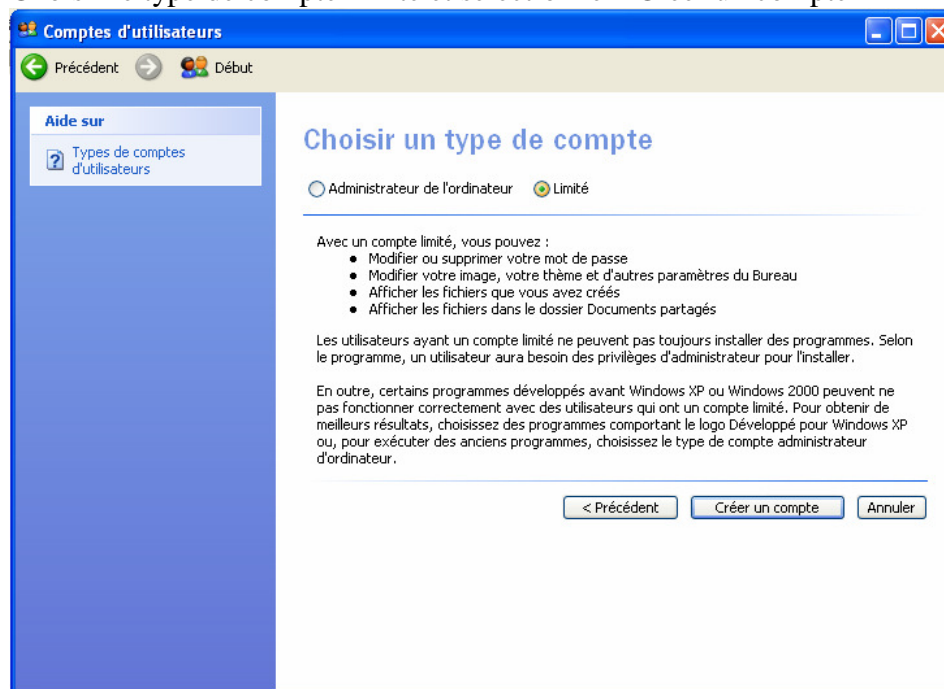 Comptes d'utilisateurs
Précédent Début
Aide sur
Types de comptes
d'utilisateurs
Choisir un type de compte
Administrateur de l'ordinateur Limité
Avec un compte limité, vous pouvez :
● Modifier ou supprimer votre mot de passe
● Modifier votre image, votre thème et d'autres paramètres du Bureau
● Afficher les fichiers que vous avez créés
● Afficher les fichiers dans le dossier Documents partagés
Les utilisateurs ayant un compte limité ne peuvent pas toujours installer des programmes. Selon
le programme, un utilisateur aura besoin des privilèges d'administrateur pour l'installer.
En outre, certains programmes développés avant Windows XP ou Windows 2000 peuvent ne
pas fonctionner correctement avec des utilisateurs qui ont un compte limité. Pour obtenir de
meilleurs résultats, choisissez des programmes comportant le logo Développé pour Windows XP
ou, pour exécuter des anciens programmes, choisissez le type de compte administrateur
d'ordinateur.
< Précédent Créer un compte Annuler